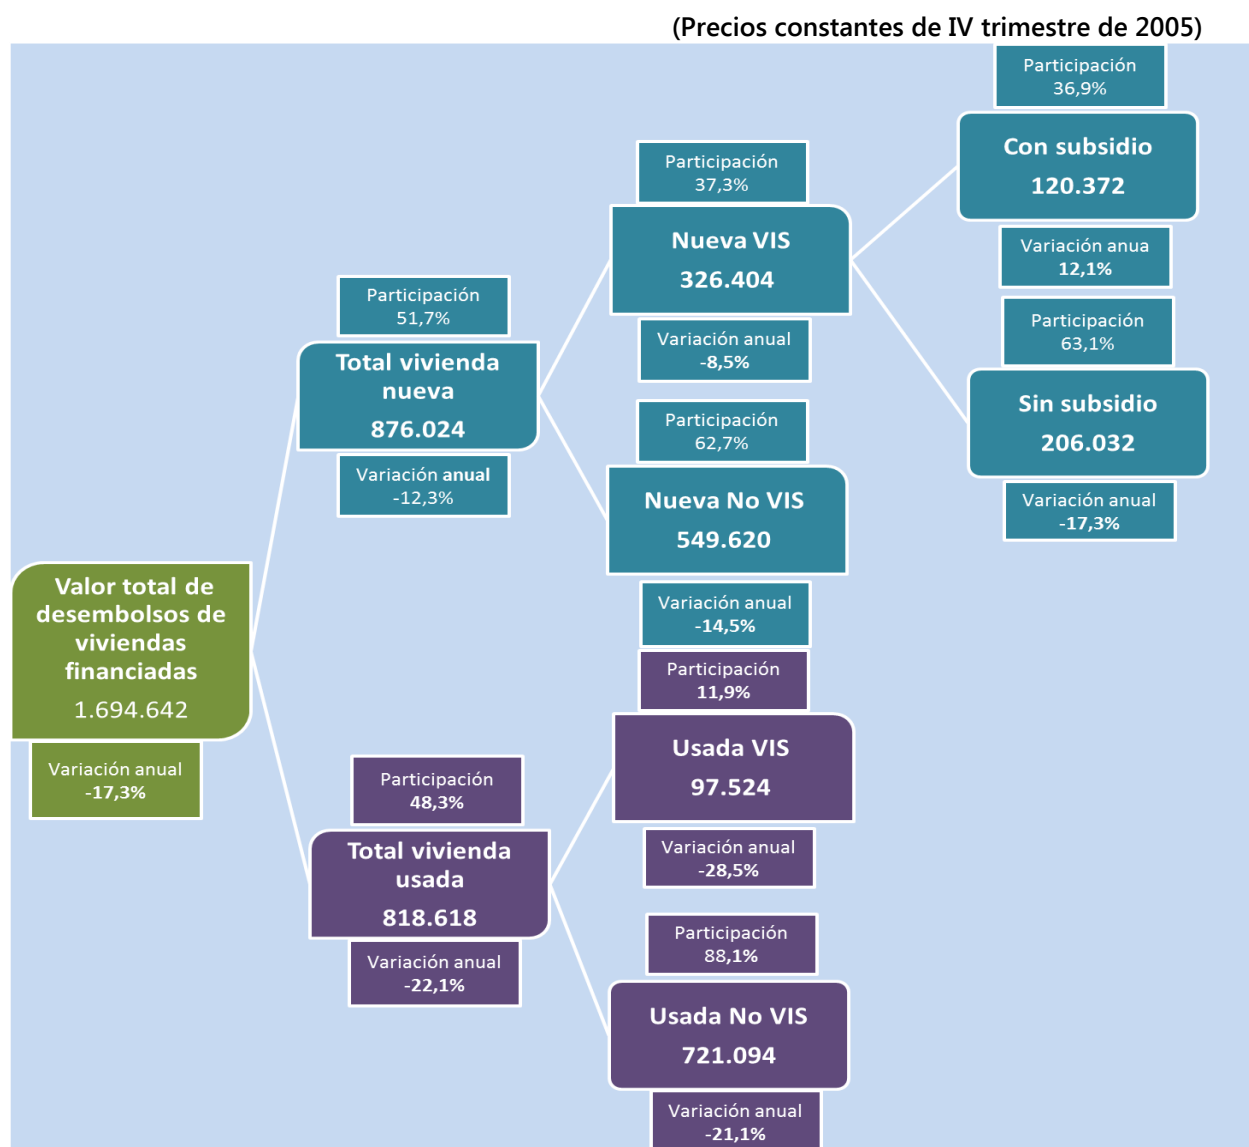 (Precios constantes de IV trimestre de 2005)
Participación
36,9%
Con subsidio
120.372
Variación anua
12,1%
Participación
63,1%
Sin subsidio
206.032
Variación anual
-17,3%
Participación
37,3%
Nueva VIS
326.404
Variación anual
-8,5%
Participación
62,7%
Nueva No VIS
549.620
Variación anual
-14,5%
Participación
51,7%
Total vivienda
nueva
876.024
Variación anual
-12,3%
Valor total de
desembolsos de
viviendas
financiadas
1.694.642
Variación anual
-17,3%
Participación
48,3%
Total vivienda
usada
818.618
Variación anual
-22,1%
Participación
11,9%
Usada VIS
97.524
Variación anual
-28,5%
Participación
88,1%
Usada No VIS
721.094
Variación anual
-21,1%